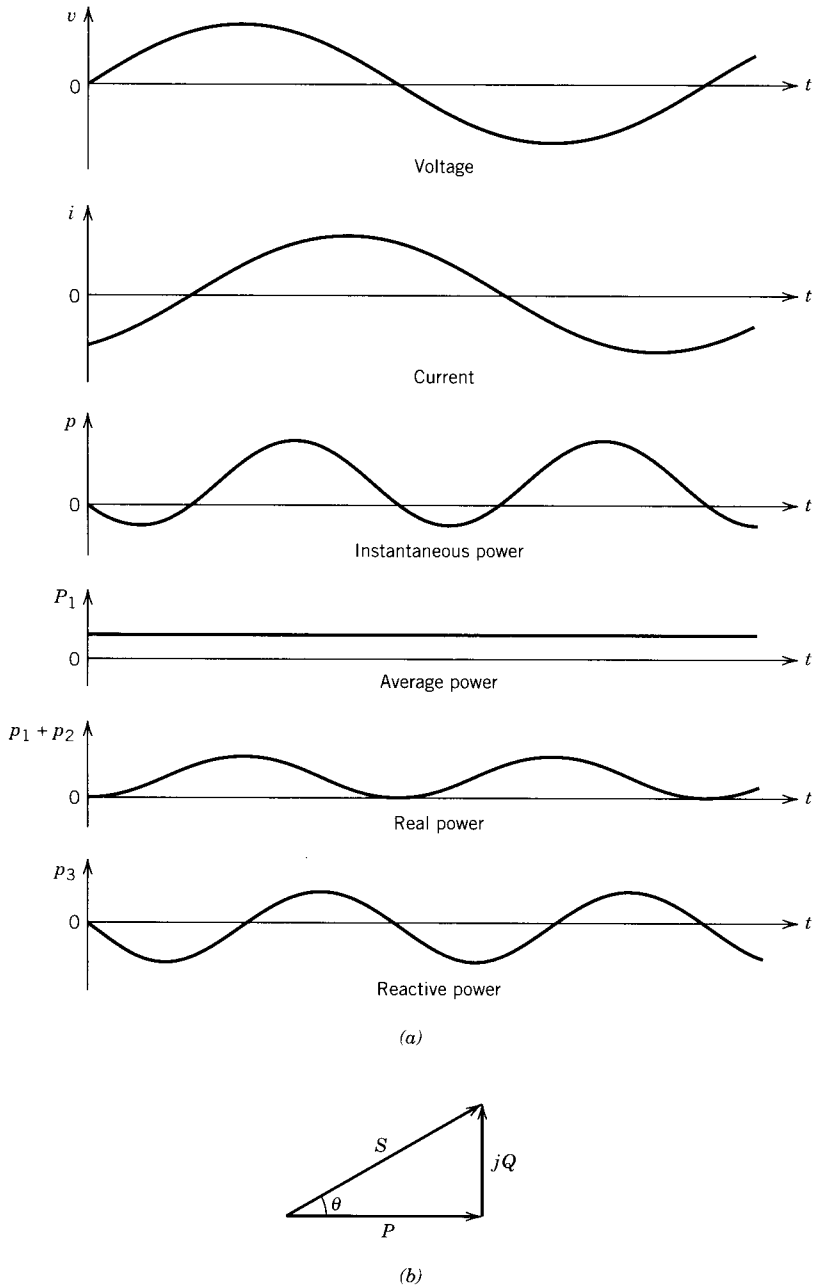 v
0
t
Voltage
i
0
t
Current
p
0
t
Instantaneous power
P₁
0
t
Average power
p₁ + p₂
0
t
Real power
p₃
0
t
Reactive power
(a)
S
jQ
θ
P
(b)